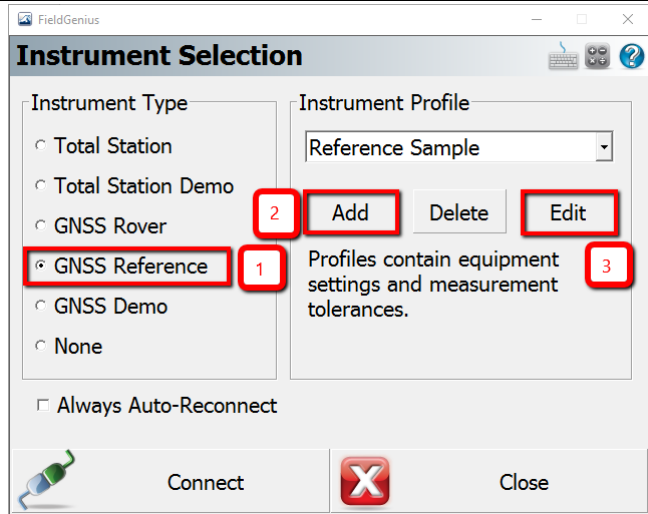 FieldGenius
Instrument Selection
Instrument Type
Total Station
Total Station Demo
GNSS Rover
GNSS Reference
GNSS Demo
None
1
Instrument Profile
Reference Sample
2
Add
Delete
Edit
3
Profiles contain equipment
settings and measurement
tolerances.
Always Auto-Reconnect
Connect
Close